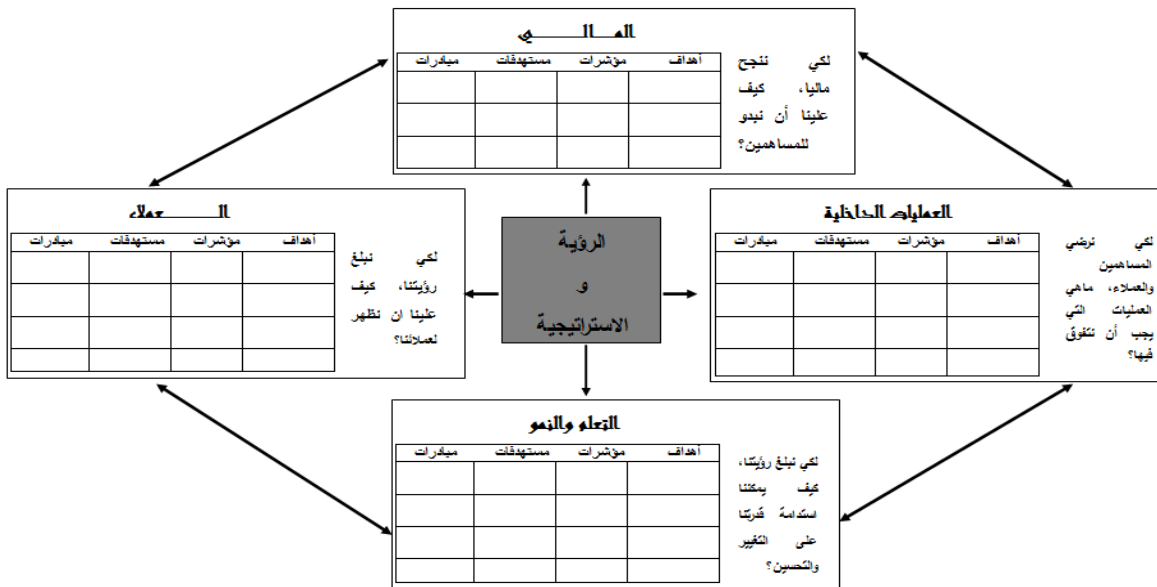 المـــالـــــــي
أهداف مؤشرات مستهدفات مبادرات
لكي ننجح
ماليا، كيف
علينا أن نبدو
للمساهمين؟
الـــــــعملاء
أهداف مؤشرات مستهدفات مبادرات
لكي نبلغ
رؤيتنا، كيف
علينا ان نظهر
لعملائنا؟
الرؤية
و
الاستراتيجية
العمليات الداخلية
أهداف مؤشرات مستهدفات مبادرات
لكي نرضي
المساهمين
والعملاء، ماهي
العمليات التي
يجب أن نتفوق
فيها؟
التعلم والنمو
أهداف مؤشرات مستهدفات مبادرات
لكي نبلغ رؤيتنا،
كيف يمكننا
استدامة قدرتنا
على التغيير
والتحسين؟